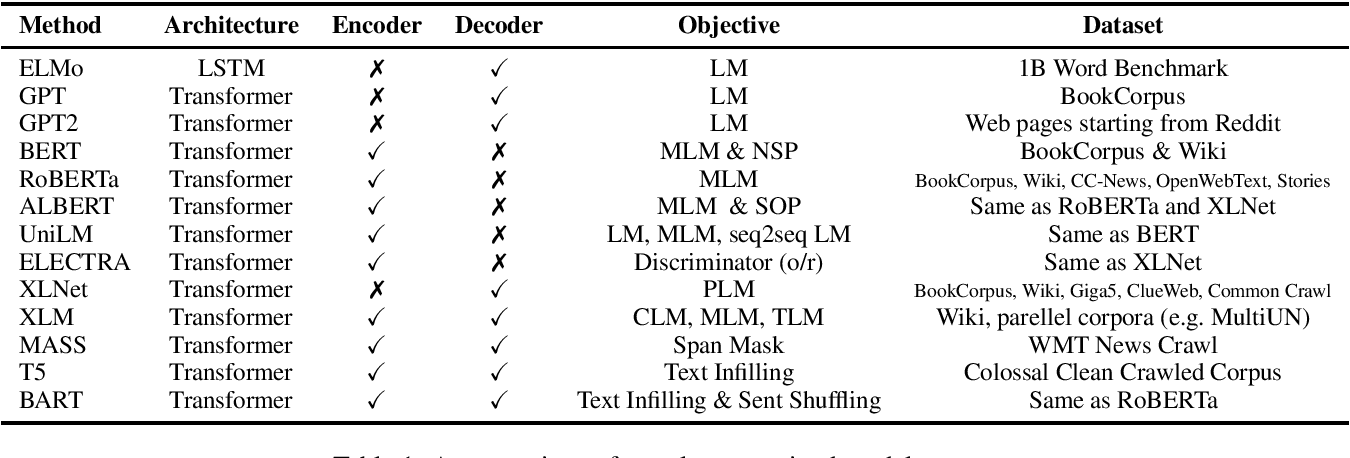 Method Architecture Encoder Decoder Objective Dataset
ELMo LSTM ✗ ✓ LM 1B Word Benchmark
GPT Transformer ✗ ✓ LM BookCorpus
GPT2 Transformer ✗ ✓ LM Web pages starting from Reddit
BERT Transformer ✓ ✗ MLM & NSP BookCorpus & Wiki
RoBERTa Transformer ✓ ✗ MLM BookCorpus, Wiki, CC-News, OpenWebText, Stories
ALBERT Transformer ✓ ✗ MLM & SOP Same as RoBERTa and XLNet
UniLM Transformer ✓ ✗ LM, MLM, seq2seq LM Same as BERT
ELECTRA Transformer ✓ ✗ Discriminator (o/r) Same as XLNet
XLNet Transformer ✗ ✓ PLM BookCorpus, Wiki, Giga5, ClueWeb, Common Crawl
XLM Transformer ✓ ✓ CLM, MLM, TLM Wiki, parellel corpora (e.g. MultiUN)
MASS Transformer ✓ ✓ Span Mask WMT News Crawl
T5 Transformer ✓ ✓ Text Infilling Colossal Clean Crawled Corpus
BART Transformer ✓ ✓ Text Infilling & Sent Shuffling Same as RoBERTa